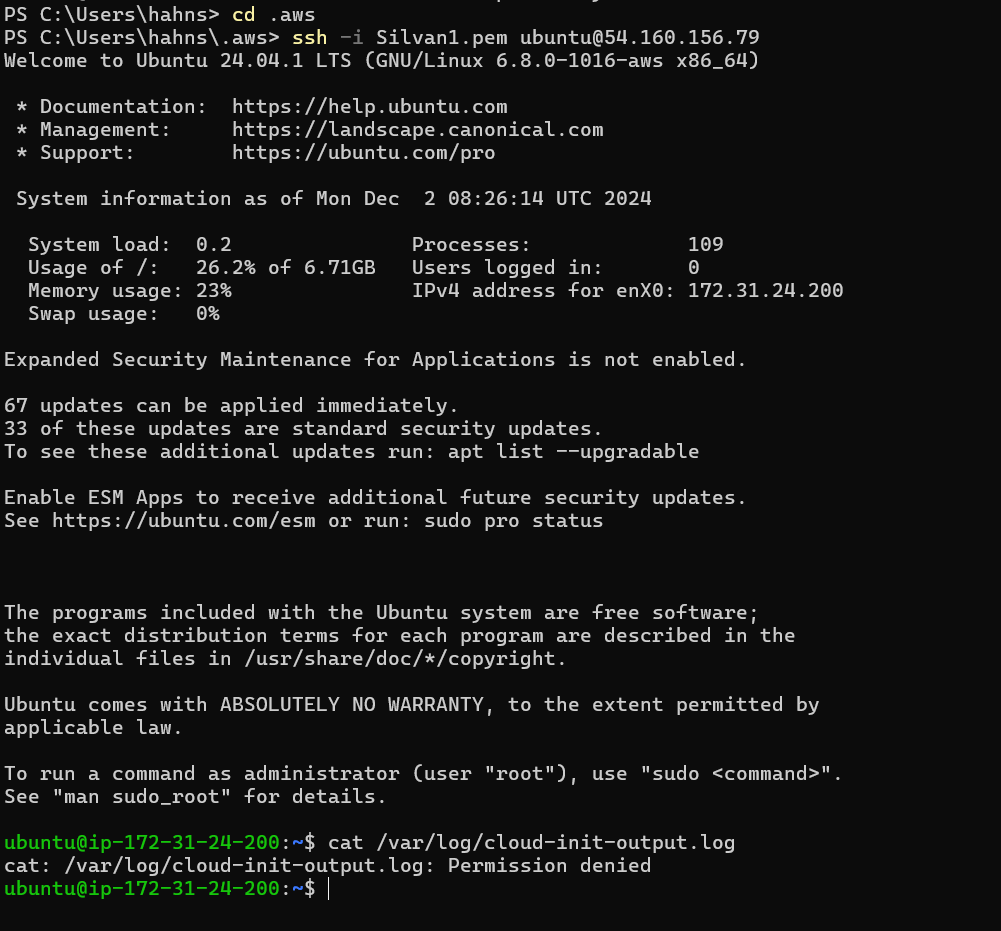 PS C:\Users\hahns> cd .aws
PS C:\Users\hahns\.aws> ssh -i Silvan1.pem ubuntu@54.160.156.79
Welcome to Ubuntu 24.04.1 LTS (GNU/Linux 6.8.0-1016-aws x86_64)

 * Documentation:  https://help.ubuntu.com
 * Management:     https://landscape.canonical.com
 * Support:        https://ubuntu.com/pro

 System information as of Mon Dec  2 08:26:14 UTC 2024

  System load:  0.2               Processes:             109
  Usage of /:   26.2% of 6.71GB   Users logged in:       0
  Memory usage: 23%               IPv4 address for enX0: 172.31.24.200
  Swap usage:   0%

Expanded Security Maintenance for Applications is not enabled.

67 updates can be applied immediately.
33 of these updates are standard security updates.
To see these additional updates run: apt list --upgradable

Enable ESM Apps to receive additional future security updates.
See https://ubuntu.com/esm or run: sudo pro status

The programs included with the Ubuntu system are free software;
the exact distribution terms for each program are described in the
individual files in /usr/share/doc/*/copyright.

Ubuntu comes with ABSOLUTELY NO WARRANTY, to the extent permitted by
applicable law.

To run a command as administrator (user "root"), use "sudo <command>".
See "man sudo_root" for details.

ubuntu@ip-172-31-24-200:~$ cat /var/log/cloud-init-output.log
cat: /var/log/cloud-init-output.log: Permission denied
ubuntu@ip-172-31-24-200:~$